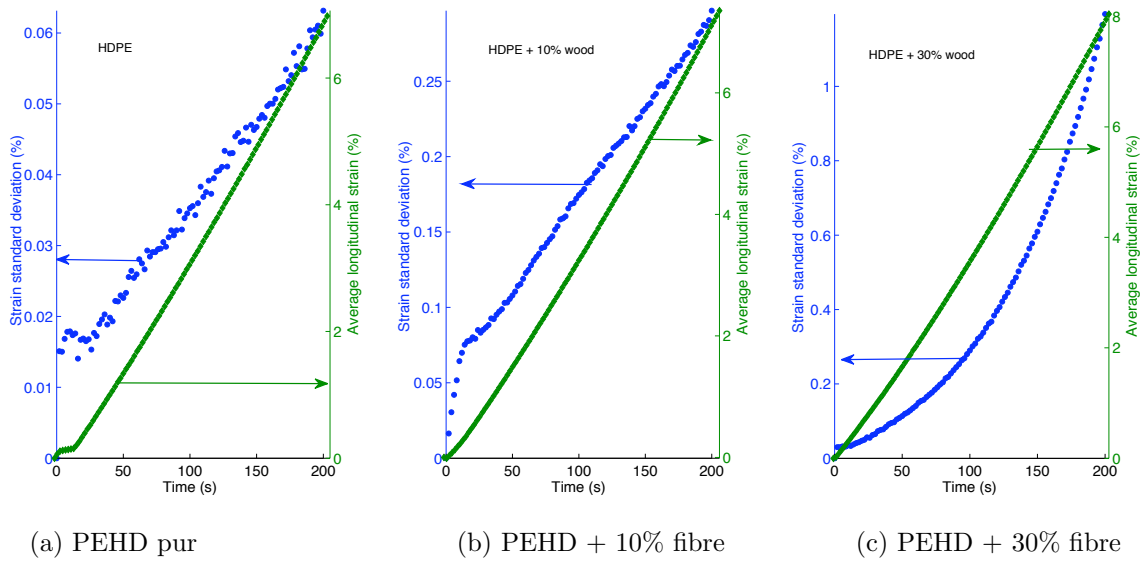 HDPE
Strain standard deviation (%)
0.06
0.05
0.04
0.03
0.02
0.01
0
6
4
2
0
Average longitudinal strain (%)
0 50 100 150 200
Time (s)
(a) PEHD pur
HDPE + 10% wood
Strain standard deviation (%)
0.25
0.2
0.15
0.1
0.05
0
6
4
2
0
Average longitudinal strain (%)
0 50 100 150 200
Time (s)
(b) PEHD + 10% fibre
HDPE + 30% wood
Strain standard deviation (%)
1
0.8
0.6
0.4
0.2
0
8
6
4
2
0
Average longitudinal strain (%)
0 50 100 150 200
Time (s)
(c) PEHD + 30% fibre